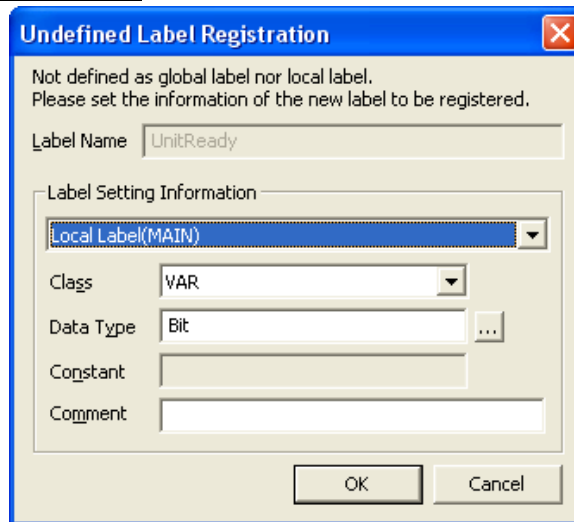 Undefined Label Registration
Not defined as global label nor local label.
Please set the information of the new label to be registered.
Label Name UnitReady
Label Setting Information
Local Label(MAIN)
Class VAR
Data Type Bit ...
Constant
Comment
OK Cancel